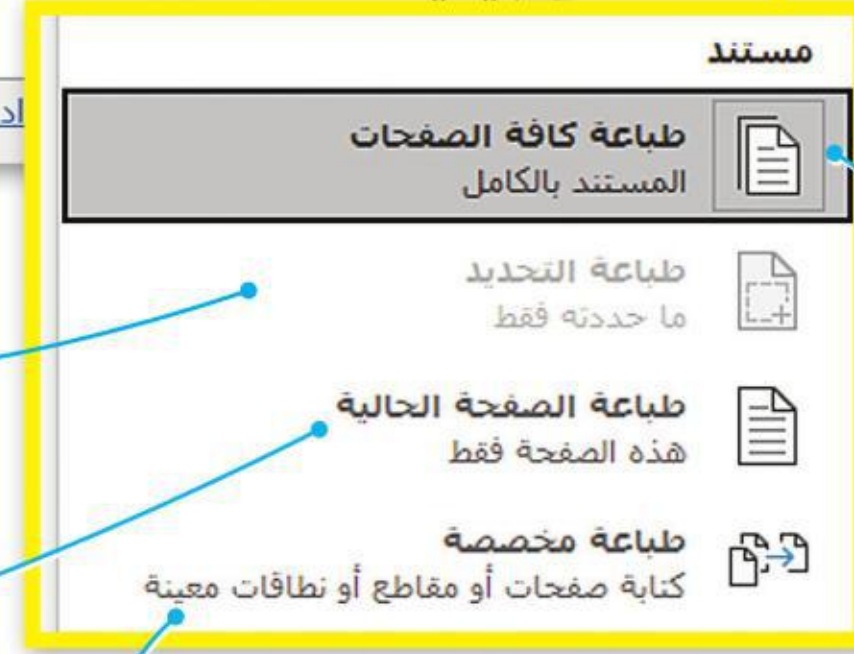 مستند
طباعة كافة الصفحات
المستند بالكامل
طباعة التحديد
ما حددته فقط
طباعة الصفحة الحالية
هذه الصفحة فقط
طباعة مخصصة
كتابة صفحات أو مقاطع أو نطاقات معينة